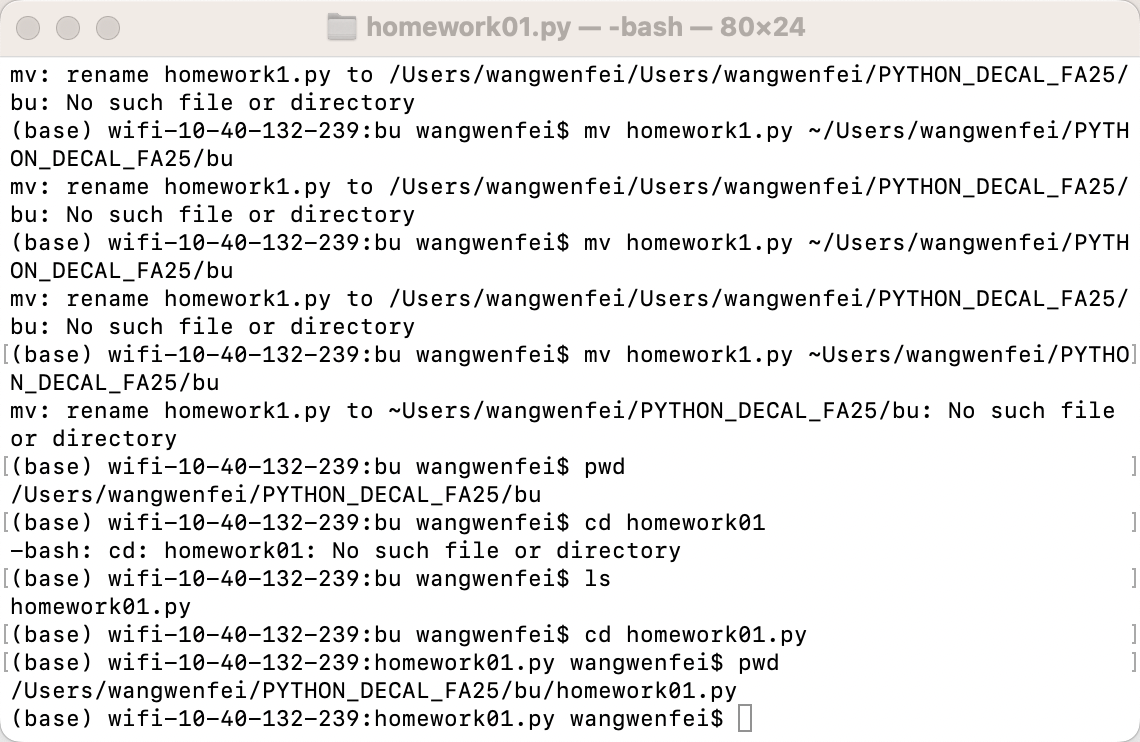 homework01.py — -bash — 80×24
mv: rename homework1.py to /Users/wangwenfei/Users/wangwenfei/PYTHON_DECAL_FA25/
bu: No such file or directory
(base) wifi-10-40-132-239:bu wangwenfei$ mv homework1.py ~/Users/wangwenfei/PYTH
ON_DECAL_FA25/bu
mv: rename homework1.py to /Users/wangwenfei/Users/wangwenfei/PYTHON_DECAL_FA25/
bu: No such file or directory
(base) wifi-10-40-132-239:bu wangwenfei$ mv homework1.py ~/Users/wangwenfei/PYTH
ON_DECAL_FA25/bu
mv: rename homework1.py to /Users/wangwenfei/Users/wangwenfei/PYTHON_DECAL_FA25/
bu: No such file or directory
[(base) wifi-10-40-132-239:bu wangwenfei$ mv homework1.py ~Users/wangwenfei/PYTHO]
N_DECAL_FA25/bu
mv: rename homework1.py to ~Users/wangwenfei/PYTHON_DECAL_FA25/bu: No such file
or directory
[(base) wifi-10-40-132-239:bu wangwenfei$ pwd ]
/Users/wangwenfei/PYTHON_DECAL_FA25/bu
[(base) wifi-10-40-132-239:bu wangwenfei$ cd homework01 ]
-bash: cd: homework01: No such file or directory
[(base) wifi-10-40-132-239:bu wangwenfei$ ls ]
homework01.py
[(base) wifi-10-40-132-239:bu wangwenfei$ cd homework01.py ]
[(base) wifi-10-40-132-239:homework01.py wangwenfei$ pwd ]
/Users/wangwenfei/PYTHON_DECAL_FA25/bu/homework01.py
(base) wifi-10-40-132-239:homework01.py wangwenfei$